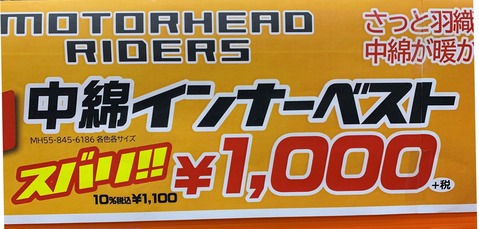 MOTORHEAD
RIDERS
さっと羽織
中綿が暖か
中綿インナーベスト
MH55-845-6186 各色各サイズ
ズバリ!!
¥1,000
+税
10%税込¥1,100